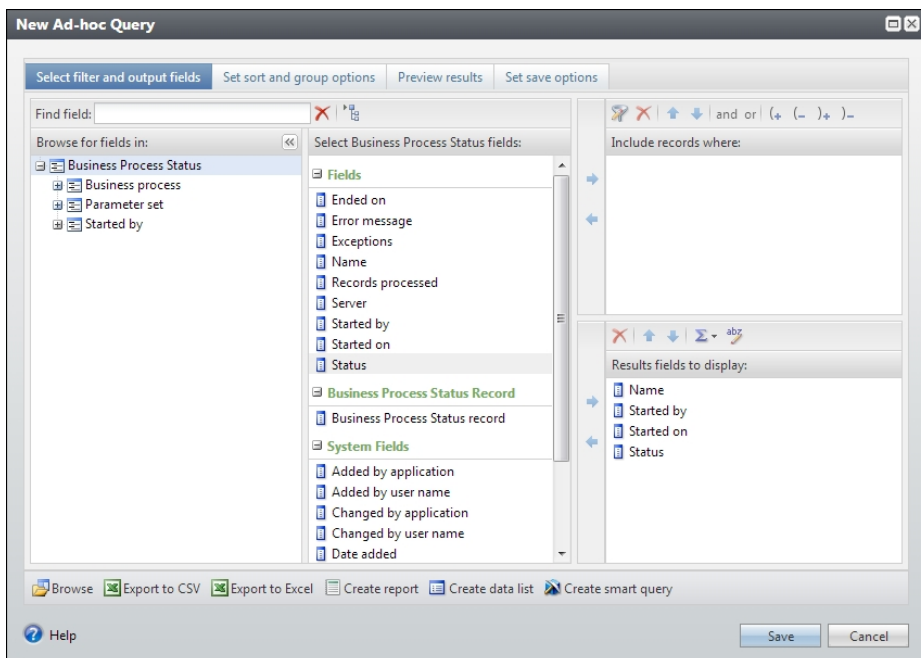 New Ad-hoc Query
Select filter and output fields
Set sort and group options
Preview results
Set save options
Find field:
Browse for fields in:
Business Process Status
Business process
Parameter set
Started by
Select Business Process Status fields:
Fields
Ended on
Error message
Exceptions
Name
Records processed
Server
Started by
Started on
Status
Business Process Status Record
Business Process Status record
System Fields
Added by application
Added by user name
Changed by application
Changed by user name
Date added
and or (+ (- )+ )-
Include records where:
Σ abz
Results fields to display:
Name
Started by
Started on
Status
Browse Export to CSV Export to Excel Create report Create data list Create smart query
Help
Save Cancel